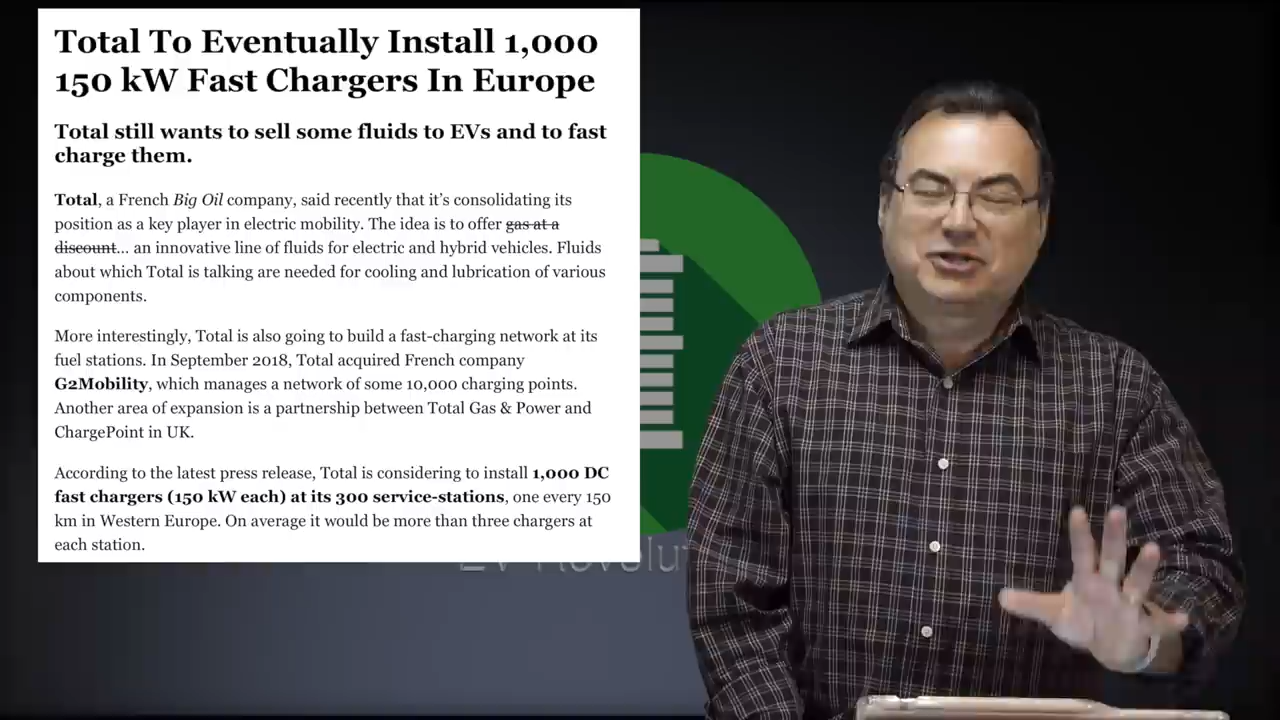 Total To Eventually Install 1,000
150 kW Fast Chargers In Europe
Total still wants to sell some fluids to EVs and to fast
charge them.
Total, a French Big Oil company, said recently that it's consolidating its
position as a key player in electric mobility. The idea is to offer gas at a
discount... an innovative line of fluids for electric and hybrid vehicles. Fluids
about which Total is talking are needed for cooling and lubrication of various
components.
More interestingly, Total is also going to build a fast-charging network at its
fuel stations. In September 2018, Total acquired French company
G2Mobility, which manages a network of some 10,000 charging points.
Another area of expansion is a partnership between Total Gas & Power and
ChargePoint in UK.
According to the latest press release, Total is considering to install 1,000 DC
fast chargers (150 kW each) at its 300 service-stations, one every 150
km in Western Europe. On average it would be more than three chargers at
each station.